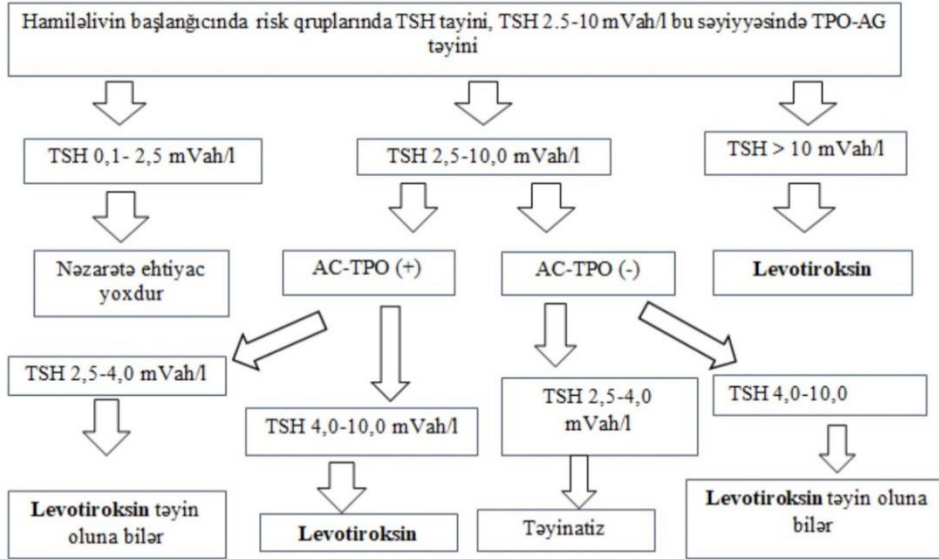 Hamiləlivin başlanğıcında risk qruplarında TSH tayini, TSH 2.5-10 mVah/l bu səyiyyəsində TPO-AG
təyini
TSH 0,1- 2,5 mVah/l
TSH 2,5-10,0 mVah/l
TSH > 10 mVah/l
Nəzarətə ehtiyac
yoxdur
AC-TPO (+)
AC-TPO (-)
Levotiroksin
TSH 2,5-4,0 mVah/l
TSH 4,0-10,0 mVah/l
TSH 2,5-4,0
mVah/l
TSH 4,0-10,0
Levotiroksin təyin
oluna bilər
Levotiroksin
Təyinatiz
Levotiroksin təyin oluna
bilər